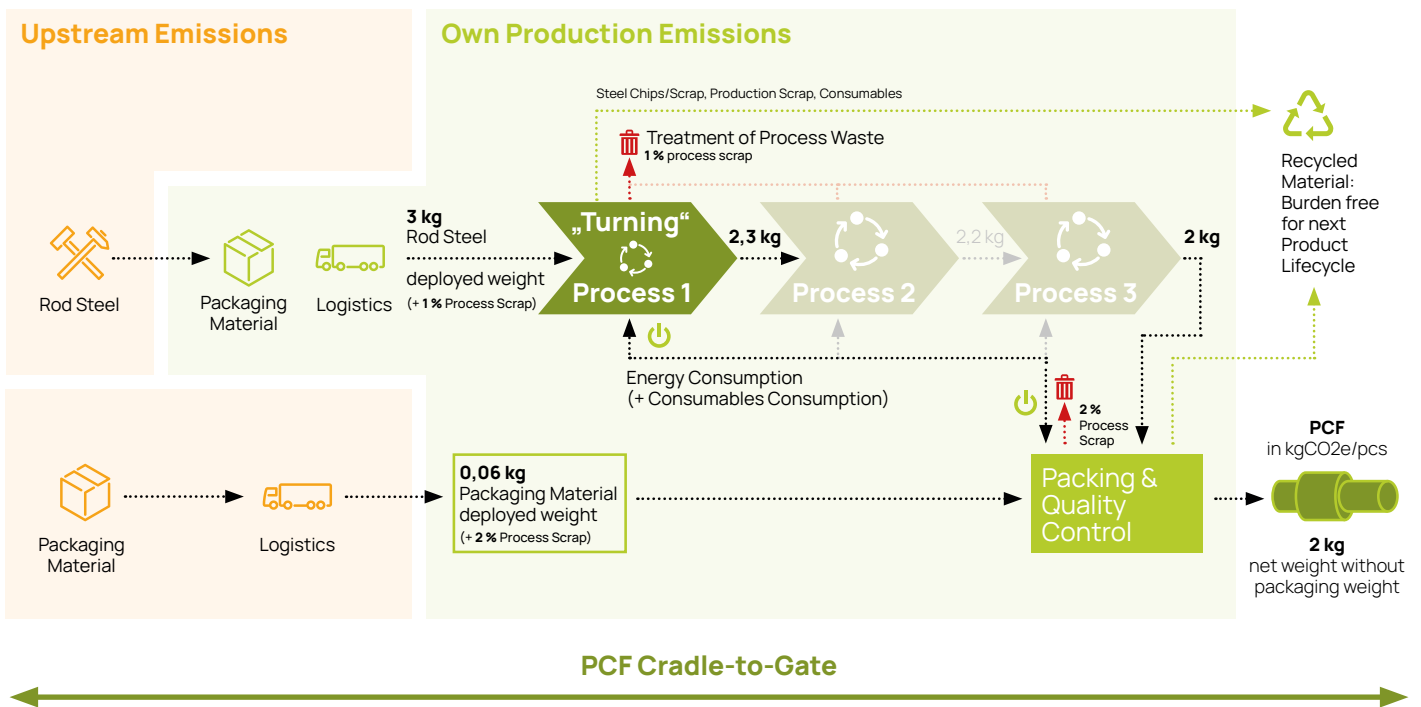 Upstream Emissions
Own Production Emissions
Steel Chips/Scrap, Production Scrap, Consumables
Treatment of Process Waste
1 % process scrap
Recycled
Material:
Burden free
for next
Product
Lifecycle
Rod Steel
Packaging
Material
Logistics
3 kg
Rod Steel
deployed weight
(+ 1 % Process Scrap)
„Turning“
Process 1
2,3 kg
Process 2
2,2 kg
Process 3
2 kg
Energy Consumption
(+ Consumables Consumption)
2 %
Process
Scrap
Packaging
Material
Logistics
0,06 kg
Packaging Material
deployed weight
(+ 2 % Process Scrap)
Packing &
Quality
Control
PCF
in kgCO2e/pcs
2 kg
net weight without
packaging weight
PCF Cradle-to-Gate